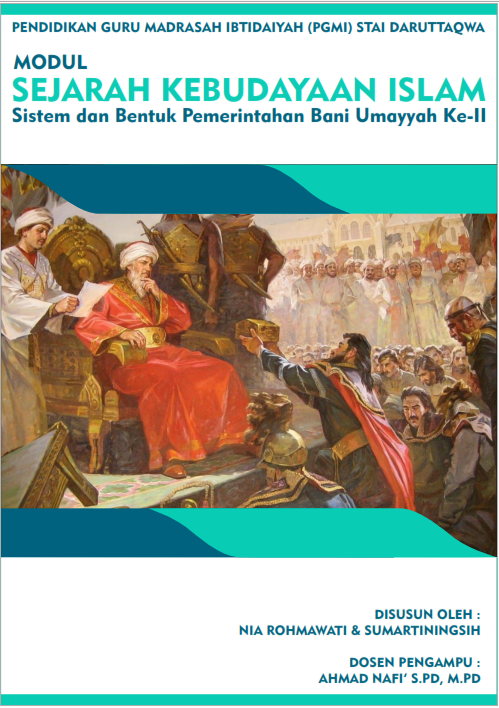 PENDIDIKAN GURU MADRASAH IBTIDAIYAH (PGMI) STAI DARUTTAQWA
MODUL
SEJARAH KEBUDAYAAN ISLAM
Sistem dan Bentuk Pemerintahan Bani Umayyah Ke-II
DISUSUN OLEH :
NIA ROHMAWATI & SUMARTININGSIH
DOSEN PENGAMPU :
AHMAD NAFI’ S.PD, M.PD